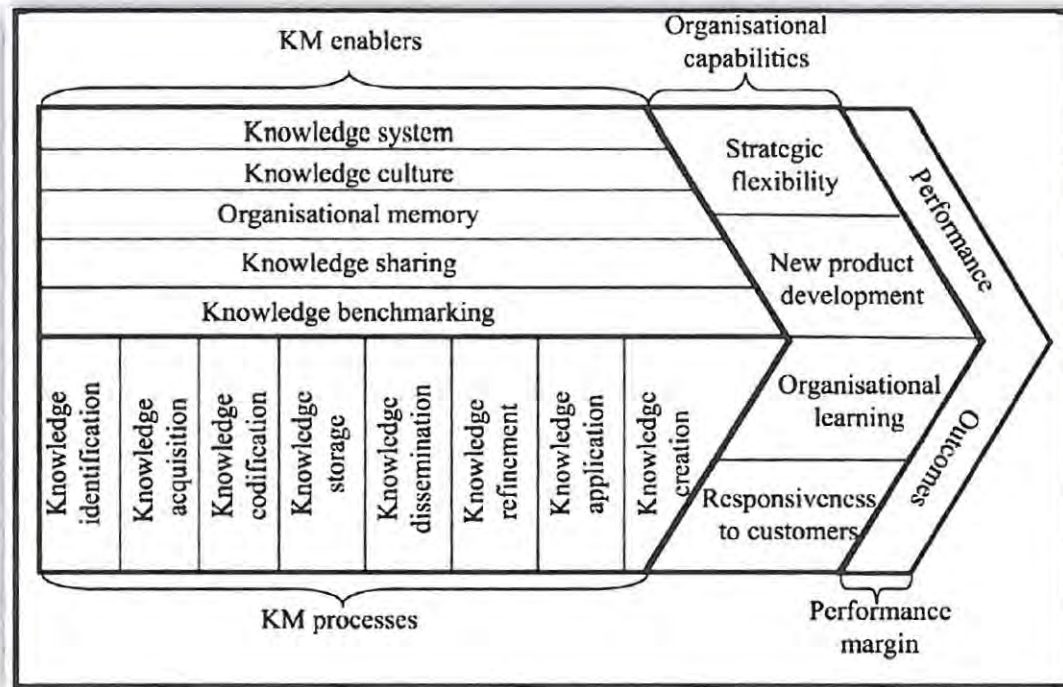 KM enablers
Organisational
capabilities
Knowledge system
Knowledge culture
Organisational memory
Knowledge sharing
Knowledge benchmarking
Strategic
flexibility
New product
development
Organisational
learning
Responsiveness
to customers
Performance
Outcomes
Knowledge
identification
Knowledge
acquisition
Knowledge
codification
Knowledge
storage
Knowledge
dissemination
Knowledge
refinement
Knowledge
application
Knowledge
creation
KM processes
Performance
margin